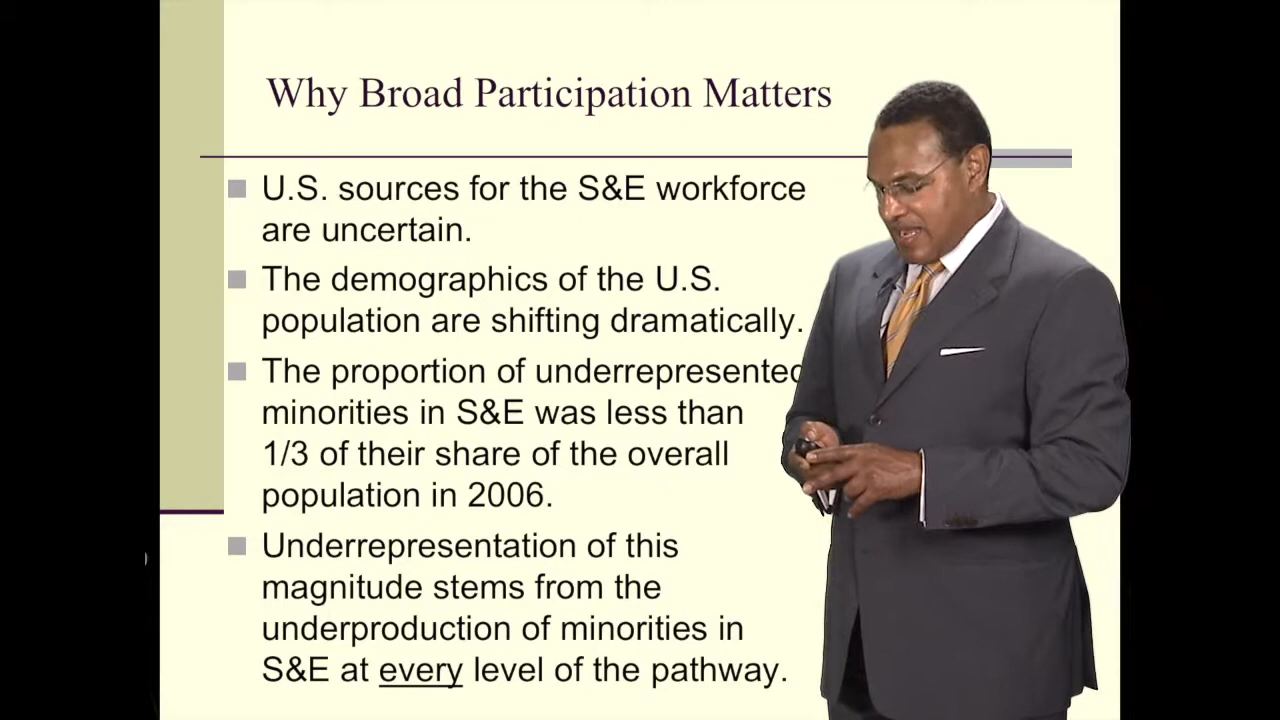 Why Broad Participation Matters
U.S. sources for the S&E workforce
are uncertain.
The demographics of the U.S.
population are shifting dramatically.
The proportion of underrepresented
minorities in S&E was less than
1/3 of their share of the overall
population in 2006.
Underrepresentation of this
magnitude stems from the
underproduction of minorities in
S&E at every level of the pathway.